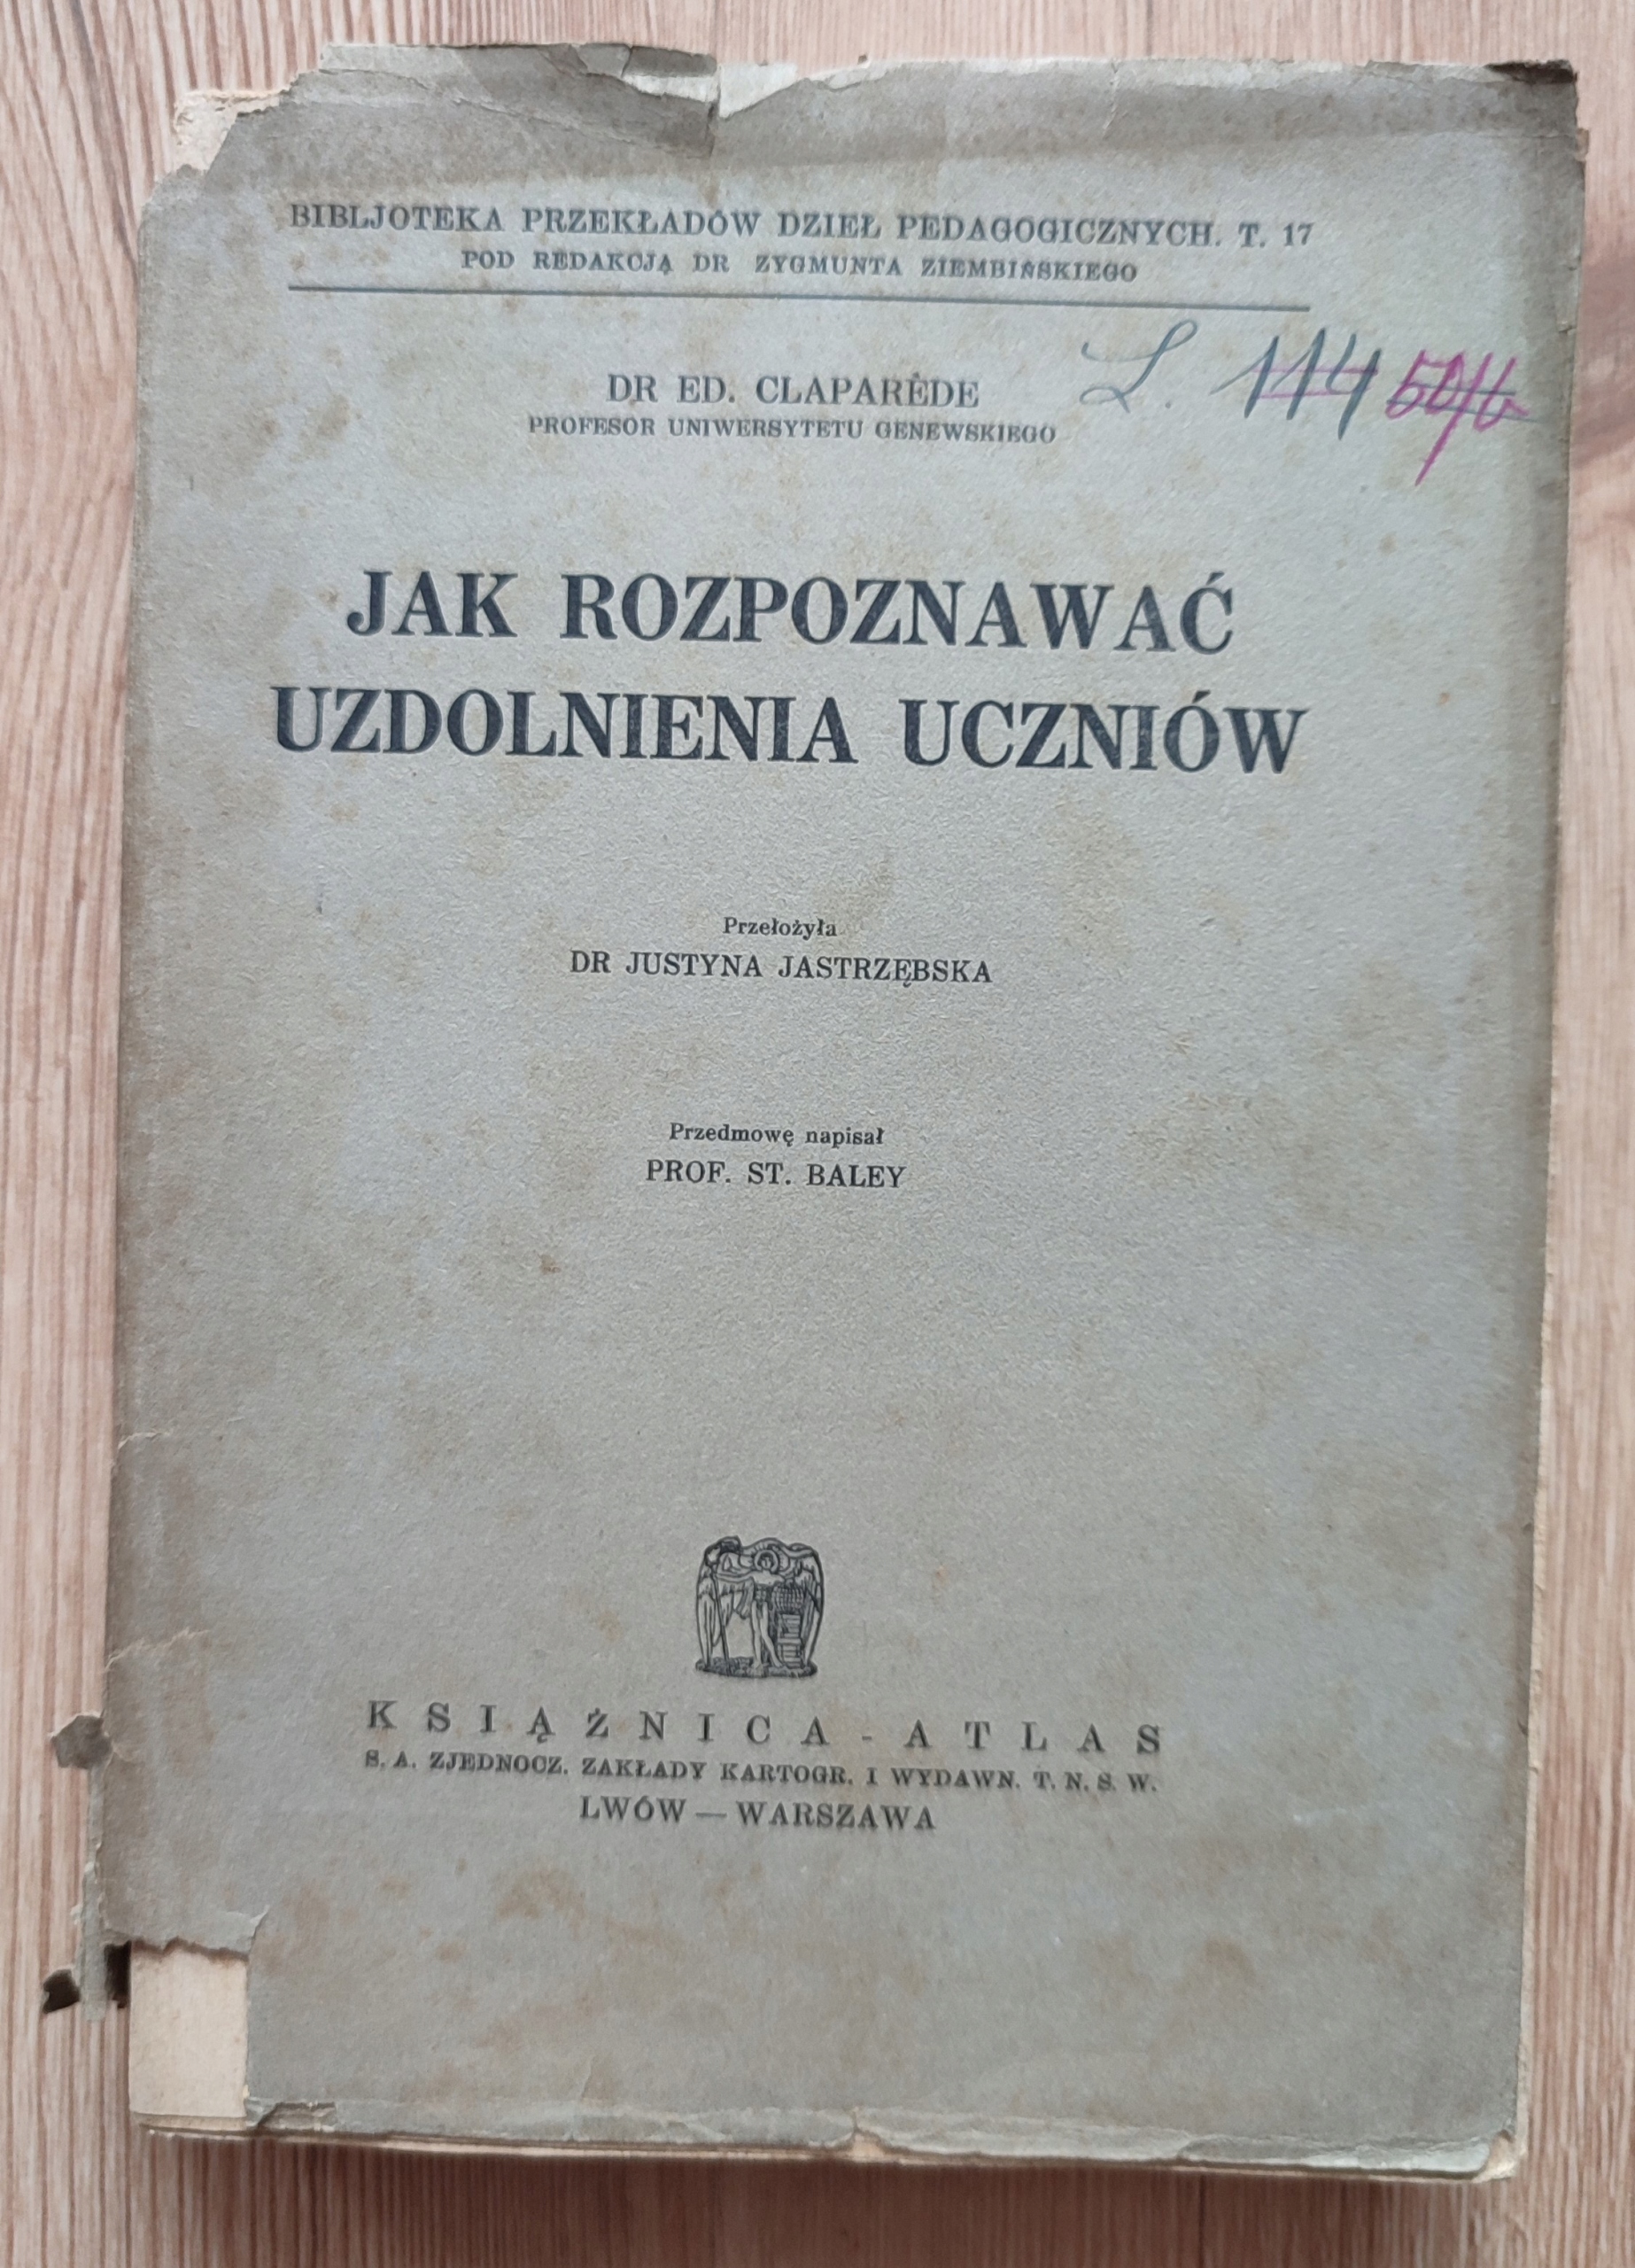 BIBLJOTEKA PRZEKŁADÓW DZIEŁ PEDAGOGICZNYCH. T. 17
POD REDAKCJĄ DR ZYGMUNTA ZIEMBIŃSKIEGO
DR ED. CLAPARÈDE
PROFESOR UNIWERSYTETU GENEWSKIEGO
L. 114
JAK ROZPOZNAWAĆ
UZDOLNIENIA UCZNIÓW
Przełożyła
DR JUSTYNA JASTRZĘBSKA
Przedmowę napisał
PROF. ST. BALEY
KSIĄŻNICA - ATLAS
S. A. ZJEDNOCZ. ZAKŁADY KARTOGR. I WYDAWN. T. N. S. W.
LWÓW — WARSZAWA